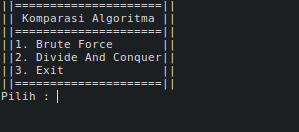 ||=====================||
|| Komparasi Algoritma ||
||=====================||
||1. Brute Force       ||
||2. Divide And Conquer||
||3. Exit              ||
||=====================||
Pilih :